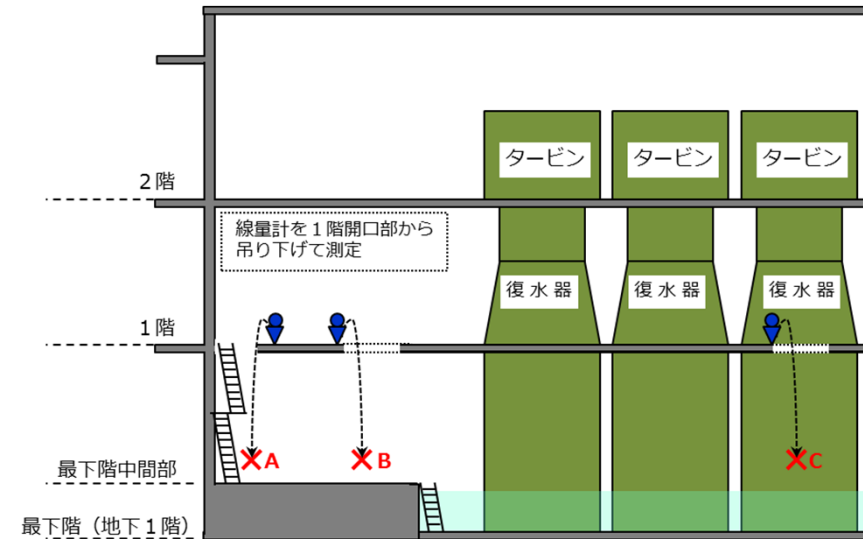 タービン
タービン
タービン
2階
線量計を1階開口部から
吊り下げて測定
復水器
復水器
復水器
1階
A
B
C
最下階中間部
最下階（地下1階）